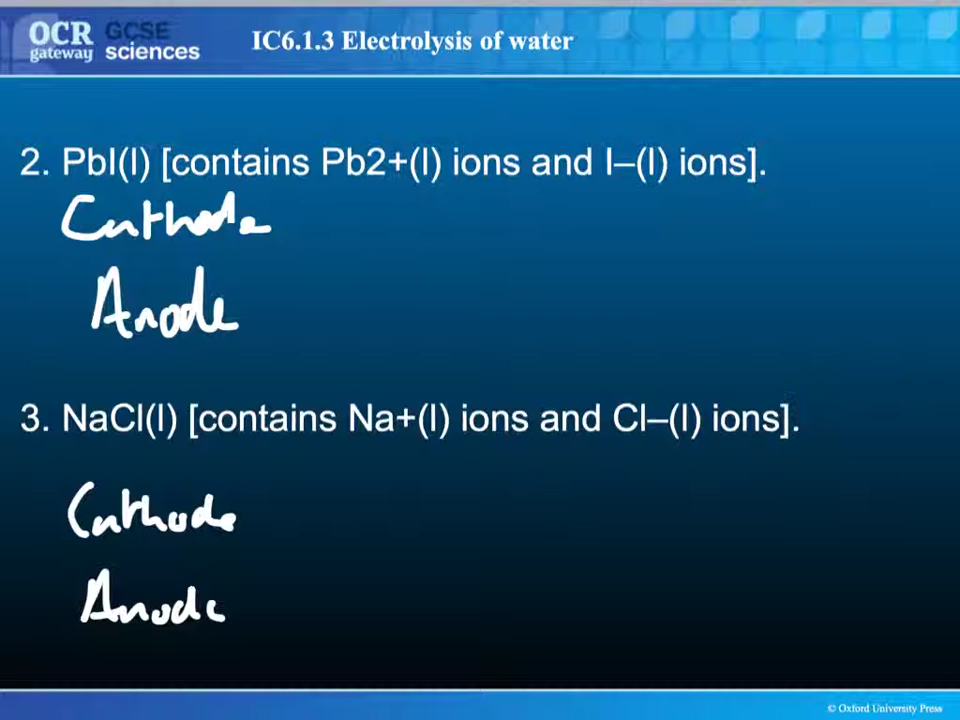 OCR gateway GCSE sciences
IC6.1.3 Electrolysis of water
2. PbI(l) [contains Pb2+(l) ions and I–(l) ions].
Cathode
Anode
3. NaCl(l) [contains Na+(l) ions and Cl–(l) ions].
Cathode
Anode
© Oxford University Press